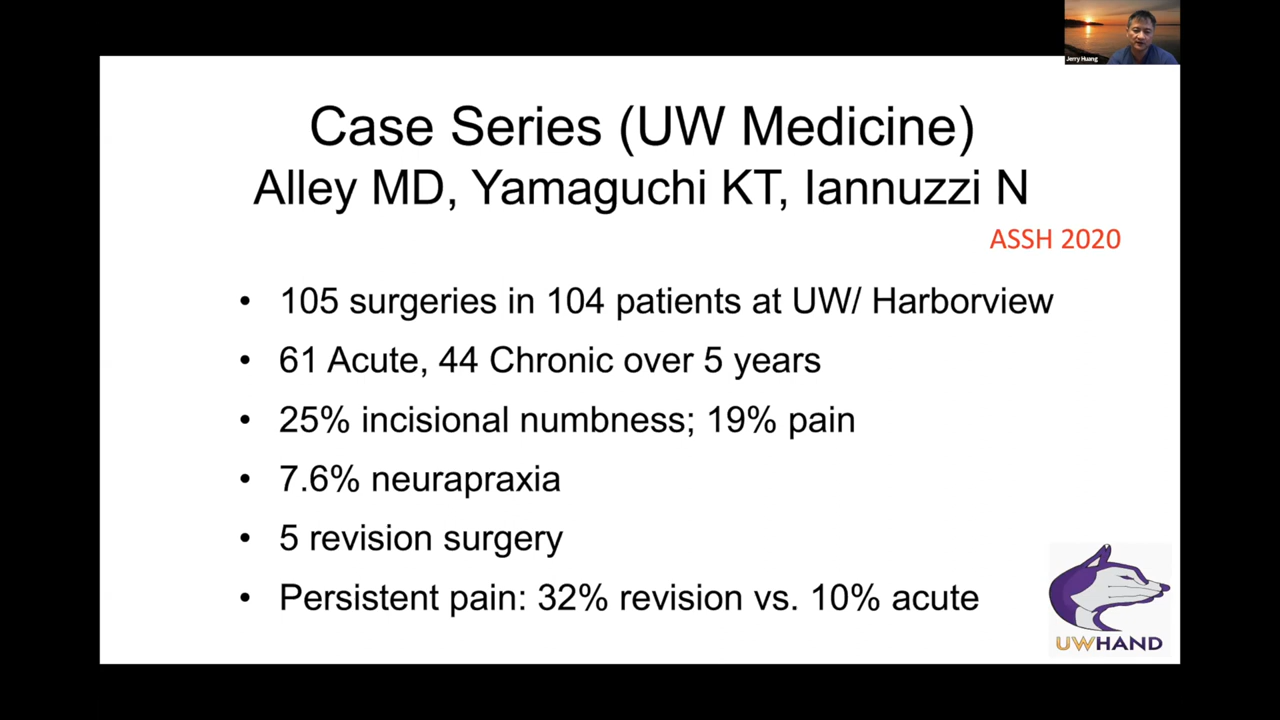 Jerry Huang
Case Series (UW Medicine)
Alley MD, Yamaguchi KT, Iannuzzi N
ASSH 2020
• 105 surgeries in 104 patients at UW/ Harborview
• 61 Acute, 44 Chronic over 5 years
• 25% incisional numbness; 19% pain
• 7.6% neurapraxia
• 5 revision surgery
• Persistent pain: 32% revision vs. 10% acute
UWHAND